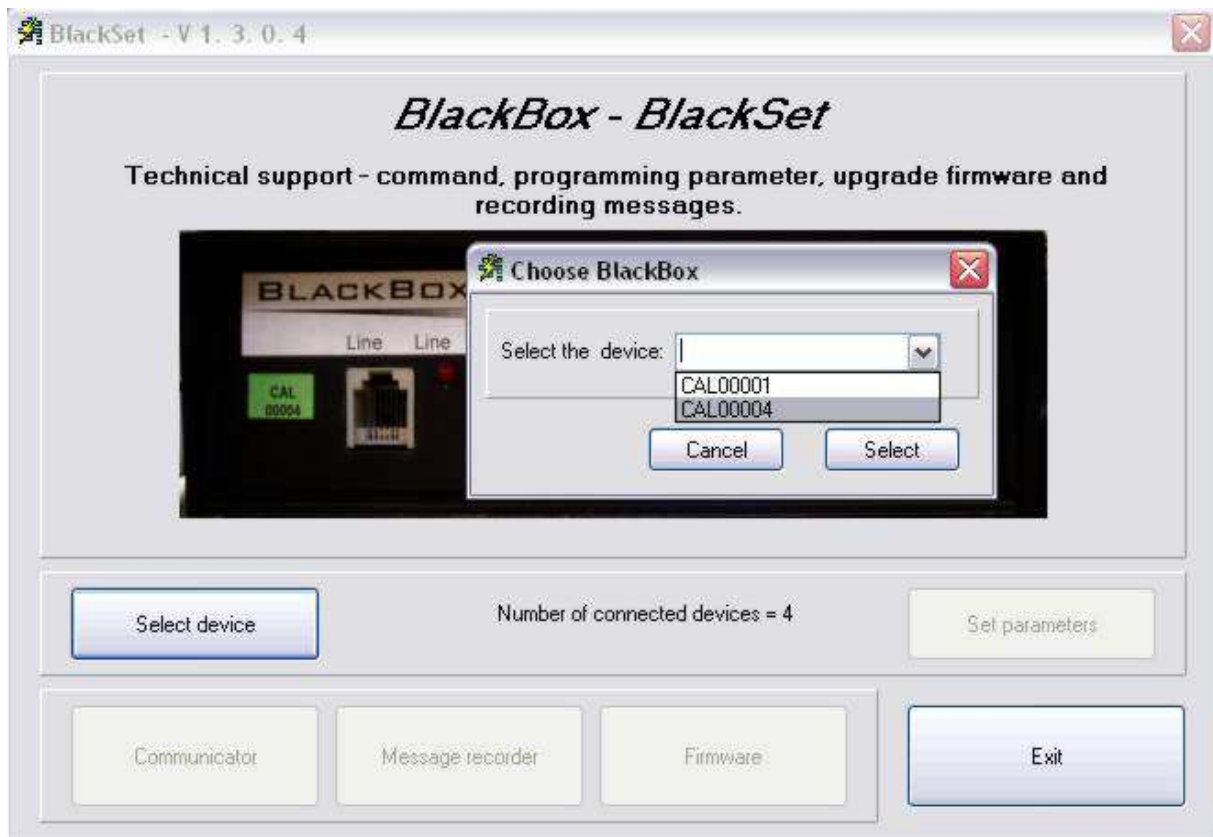 BlackSet - V 1. 3. 0. 4
BlackBox - BlackSet
Technical support - command, programming parameter, upgrade firmware and
recording messages.
BLACKBOX
Line Line
CAL
00004
Choose BlackBox
Select the device:
CAL00001
CAL00004
Cancel Select
Select device
Number of connected devices = 4
Set parameters
Communicator
Message recorder
Firmware
Exit